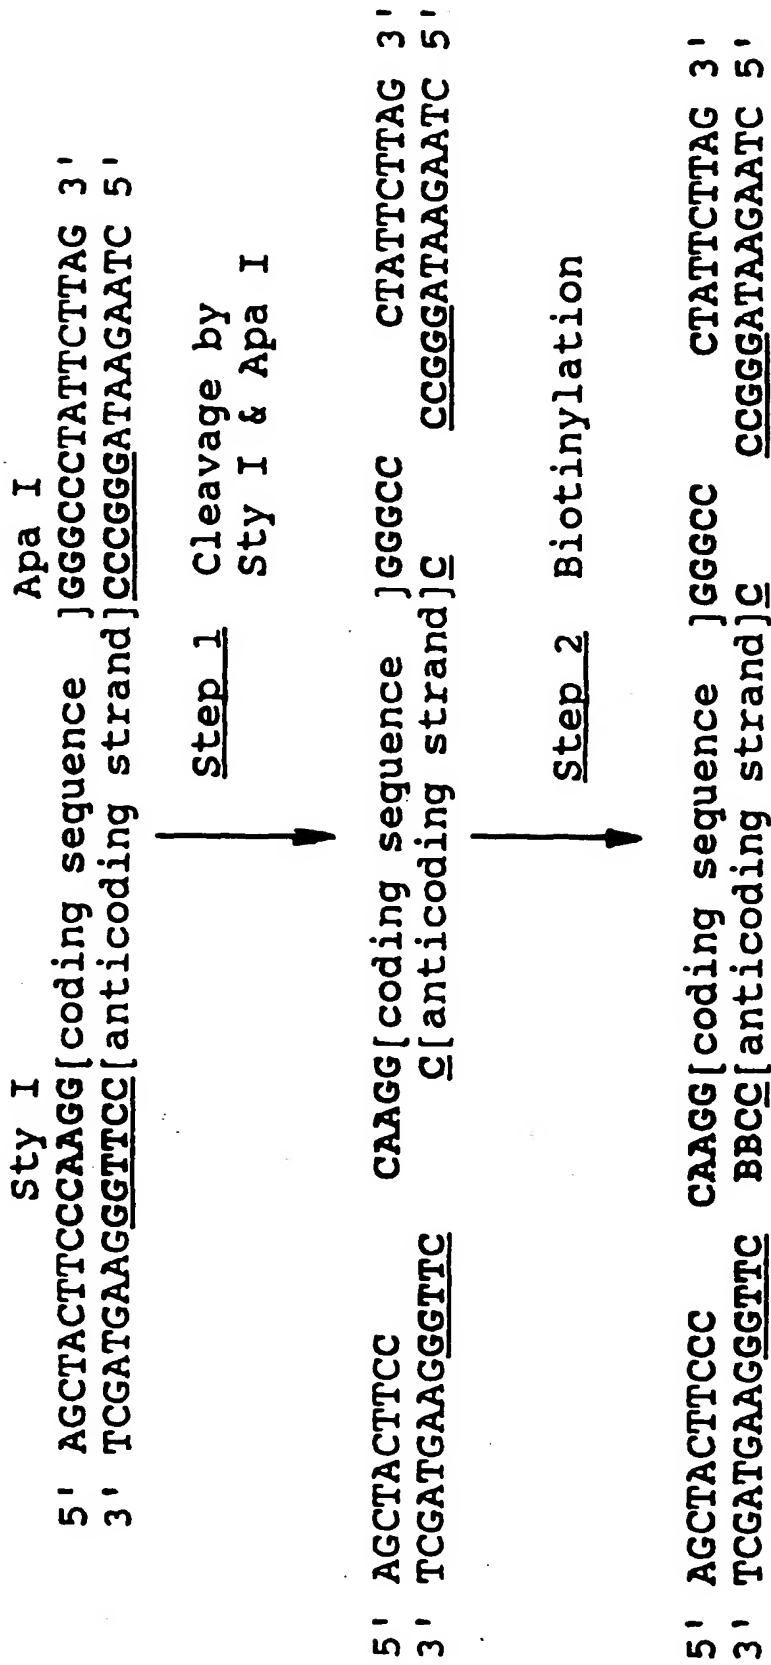 Sty I Apa I
5' AGCTACTTCCCAAGG[coding sequence ]GGGCCCTATTCTTAG 3'
3' TCGATGAAGGGTTCC[anticoding strand]CCCGGGATAAGAATC 5'
Step 1 Cleavage by
Sty I & Apa I
5' AGCTACTTCC CAAGG[coding sequence ]GGGCC CTATTCTTAG 3'
3' TCGATGAAGGGTTC C[anticoding strand]C CCGGGATAAGAATC 5'
Step 2 Biotinylation
5' AGCTACTTCCC CAAGG[coding sequence ]GGGCC CTATTCTTAG 3'
3' TCGATGAAGGGTTC BBCC[anticoding strand]C CCGGGATAAGAATC 5'